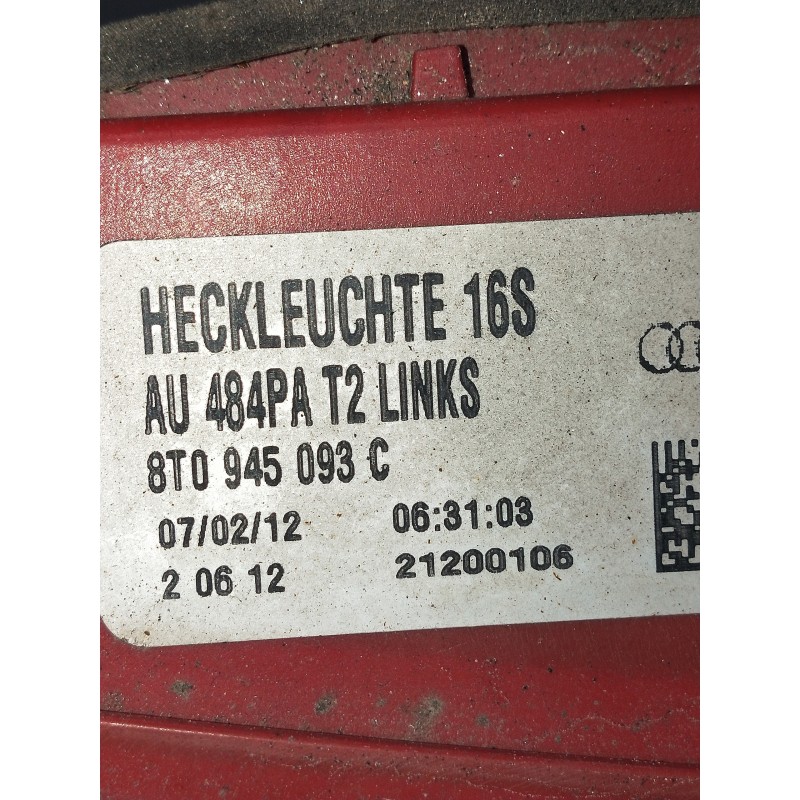 HECKLEUCHTE 16S
AU 484PA T2 LINKS
8T0 945 093 C
07/02/12 06:31:03
2 06 12 21200106